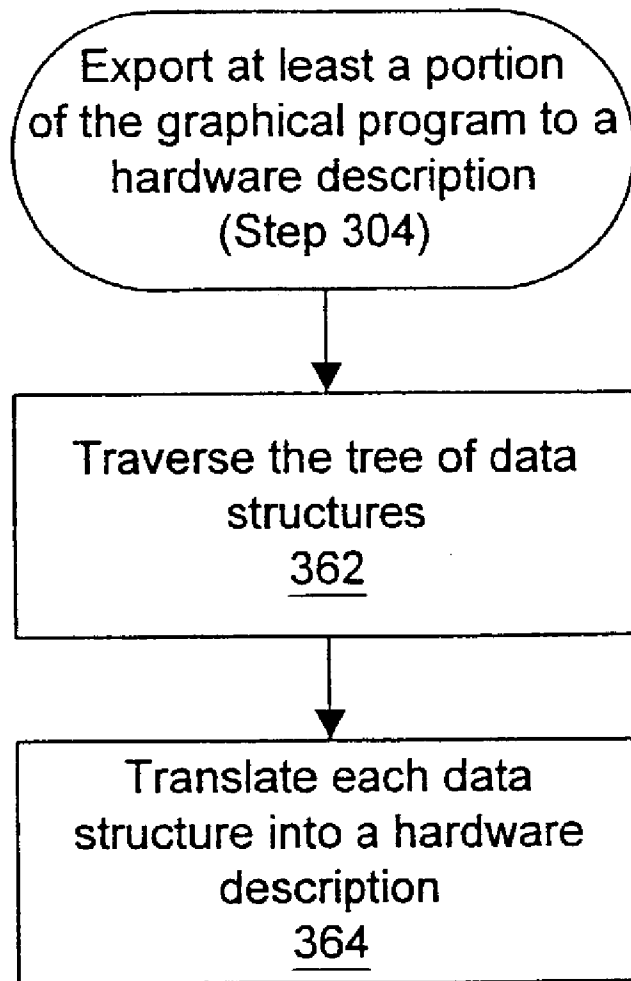 Export at least a portion
of the graphical program to a
hardware description
(Step 304)
Traverse the tree of data
structures
362
Translate each data
structure into a hardware
description
364